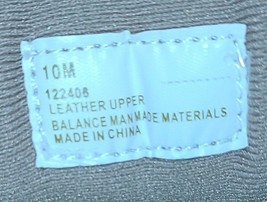 10M
122406
LEATHER UPPER
BALANCE MANMADE MATERIALS
MADE IN CHINA